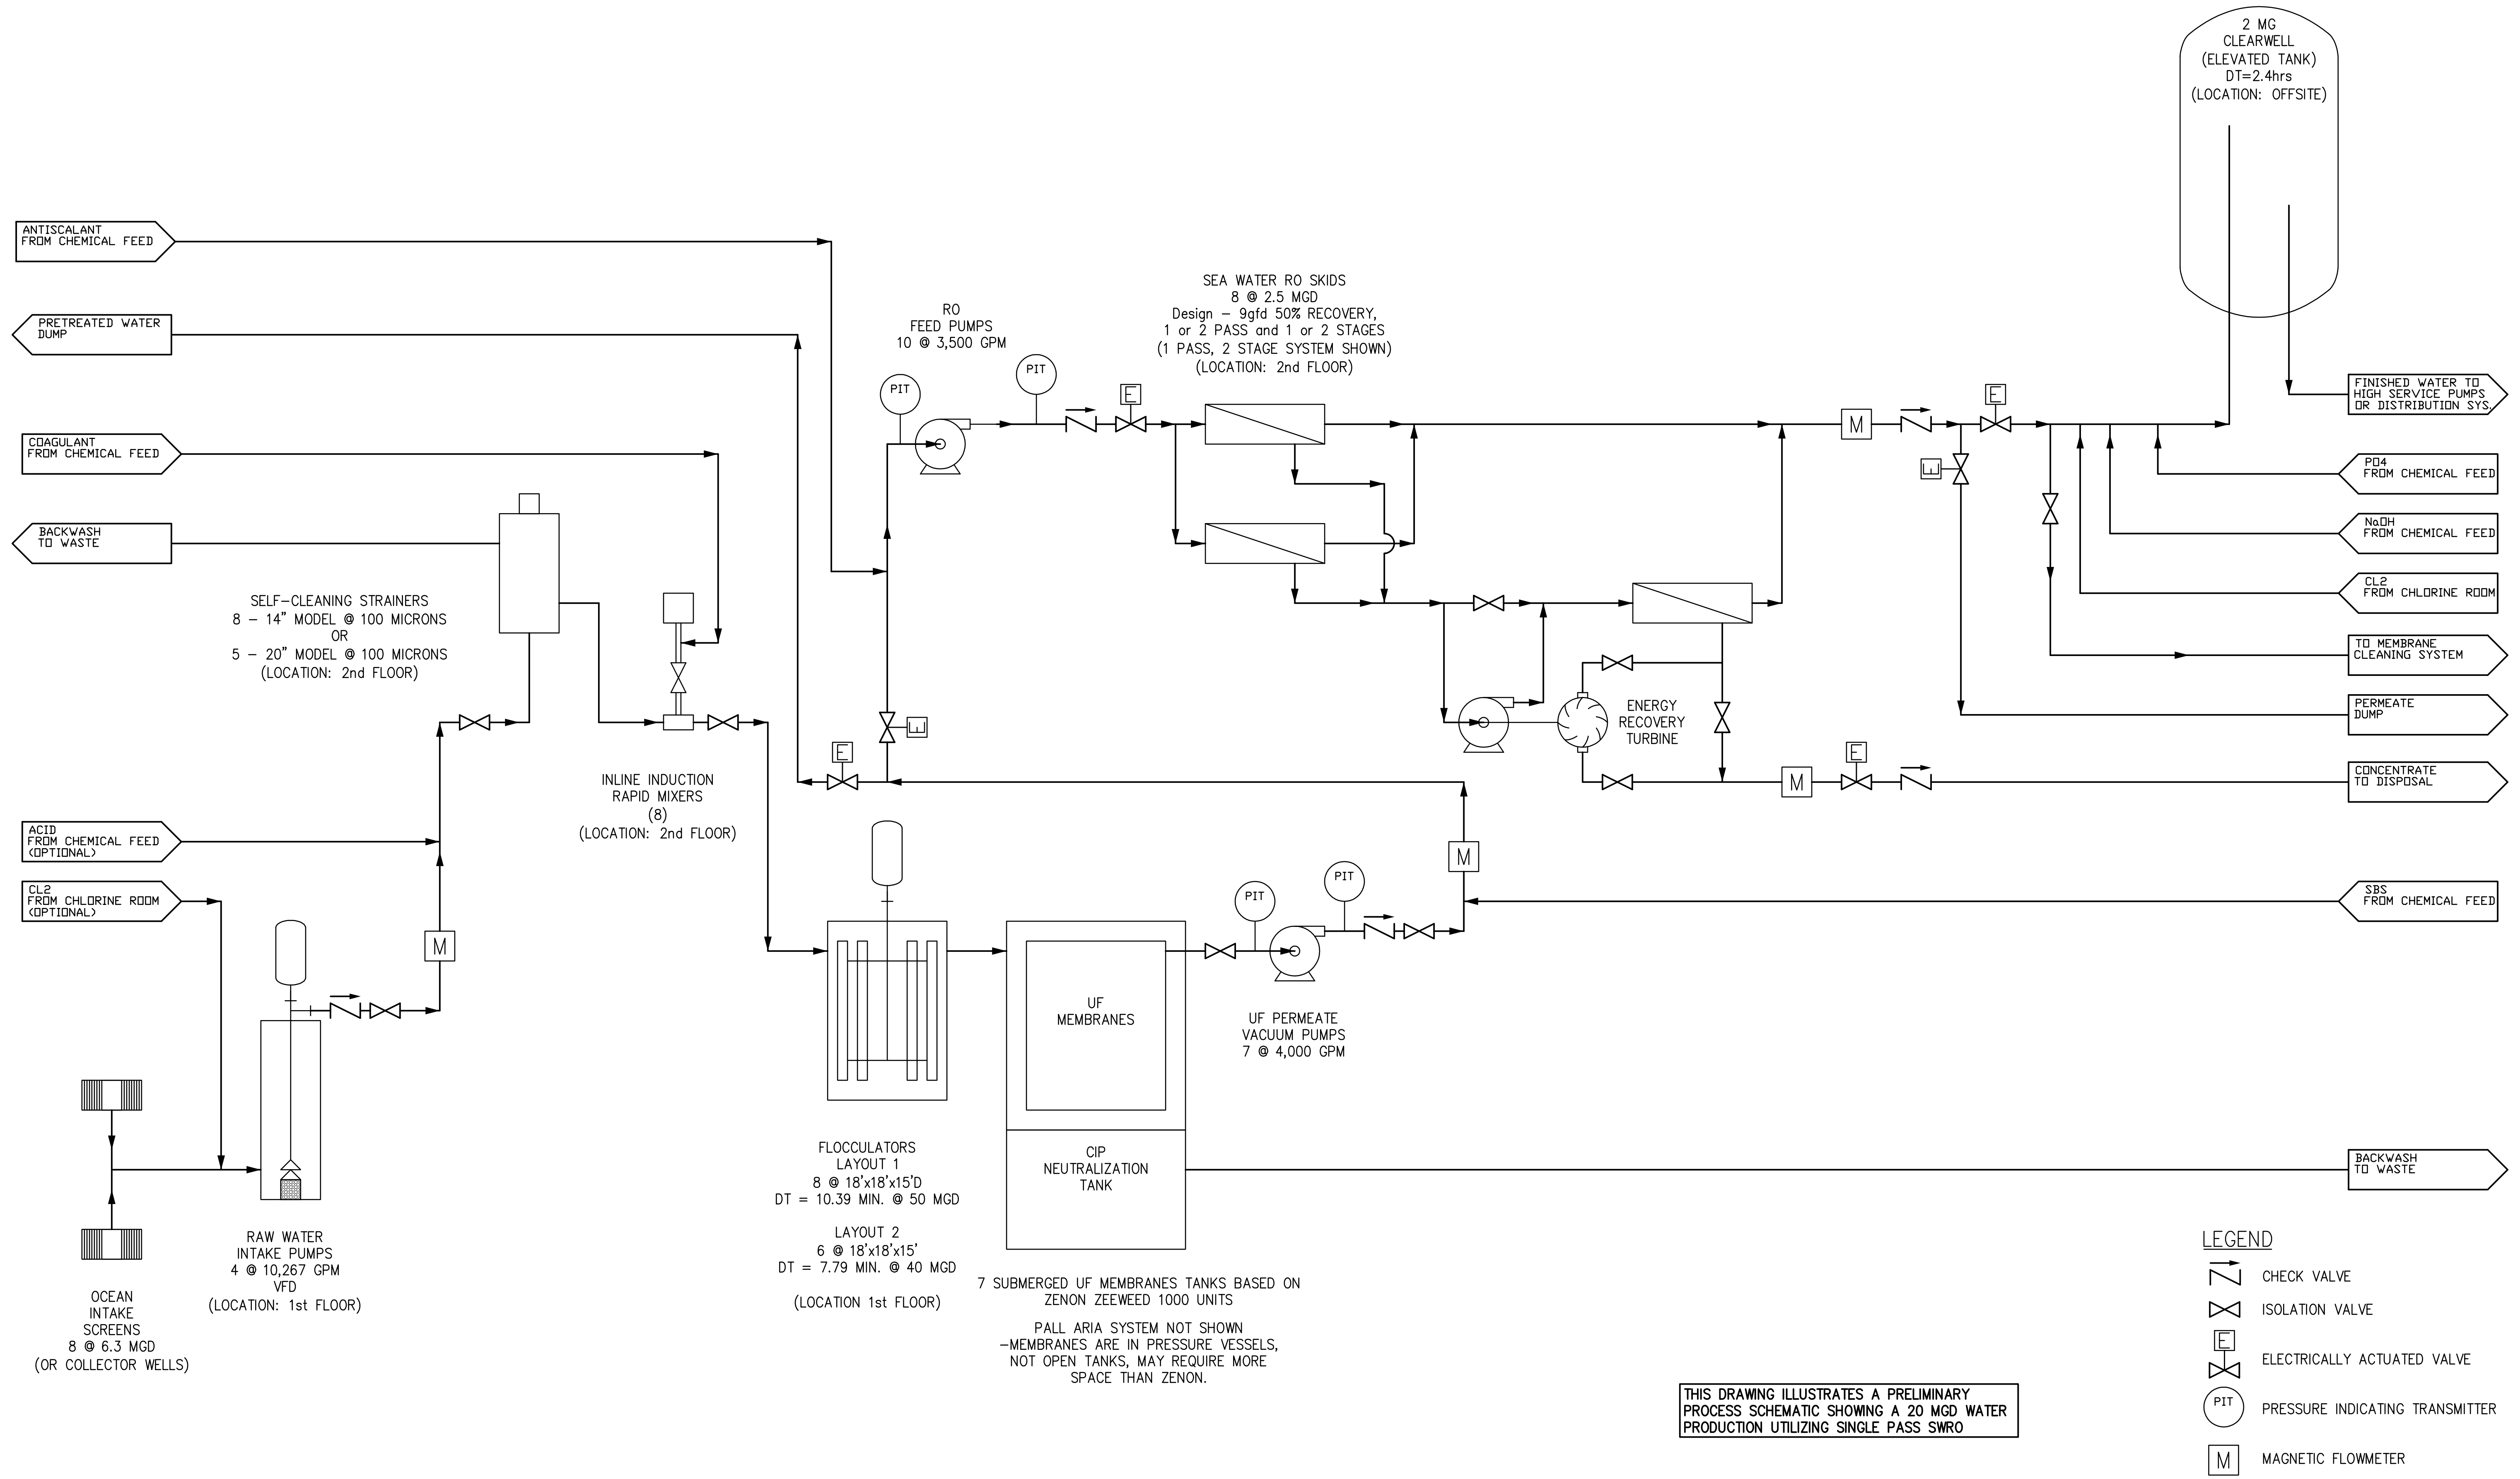 2 MG
CLEARWELL
(ELEVATED TANK)
DT=2.4hrs
(LOCATION: OFFSITE)
ANTISCALANT
FROM CHEMICAL FEED
PRETREATED WATER
DUMP
COAGULANT
FROM CHEMICAL FEED
BACKWASH
TO WASTE
SELF-CLEANING STRAINERS
8 - 14" MODEL @ 100 MICRONS
OR
5 - 20" MODEL @ 100 MICRONS
(LOCATION: 2nd FLOOR)
INLINE INDUCTION
RAPID MIXERS
(8)
(LOCATION: 2nd FLOOR)
RO
FEED PUMPS
10 @ 3,500 GPM
PIT
PIT
E
SEA WATER RO SKIDS
8 @ 2.5 MGD
Design - 9gfd 50% RECOVERY,
1 or 2 PASS and 1 or 2 STAGES
(1 PASS, 2 STAGE SYSTEM SHOWN)
(LOCATION: 2nd FLOOR)
M
E
E
FINISHED WATER TO
HIGH SERVICE PUMPS
OR DISTRIBUTION SYS.
PO4
FROM CHEMICAL FEED
NaOH
FROM CHEMICAL FEED
CL2
FROM CHLORINE ROOM
TO MEMBRANE
CLEANING SYSTEM
PERMEATE
DUMP
CONCENTRATE
TO DISPOSAL
ENERGY
RECOVERY
TURBINE
M
E
E
E
ACID
FROM CHEMICAL FEED
(OPTIONAL)
CL2
FROM CHLORINE ROOM
(OPTIONAL)
M
M
SBS
FROM CHEMICAL FEED
PIT
PIT
UF
MEMBRANES
UF PERMEATE
VACUUM PUMPS
7 @ 4,000 GPM
CIP
NEUTRALIZATION
TANK
BACKWASH
TO WASTE
FLOCCULATORS
LAYOUT 1
8 @ 18'x18'x15'D
DT = 10.39 MIN. @ 50 MGD
LAYOUT 2
6 @ 18'x18'x15'
DT = 7.79 MIN. @ 40 MGD
(LOCATION 1st FLOOR)
7 SUBMERGED UF MEMBRANES TANKS BASED ON
ZENON ZEEWEED 1000 UNITS
PALL ARIA SYSTEM NOT SHOWN
-MEMBRANES ARE IN PRESSURE VESSELS,
NOT OPEN TANKS, MAY REQUIRE MORE
SPACE THAN ZENON.
RAW WATER
INTAKE PUMPS
4 @ 10,267 GPM
VFD
(LOCATION: 1st FLOOR)
OCEAN
INTAKE
SCREENS
8 @ 6.3 MGD
(OR COLLECTOR WELLS)
THIS DRAWING ILLUSTRATES A PRELIMINARY
PROCESS SCHEMATIC SHOWING A 20 MGD WATER
PRODUCTION UTILIZING SINGLE PASS SWRO
LEGEND
CHECK VALVE
ISOLATION VALVE
E
ELECTRICALLY ACTUATED VALVE
PIT
PRESSURE INDICATING TRANSMITTER
M
MAGNETIC FLOWMETER